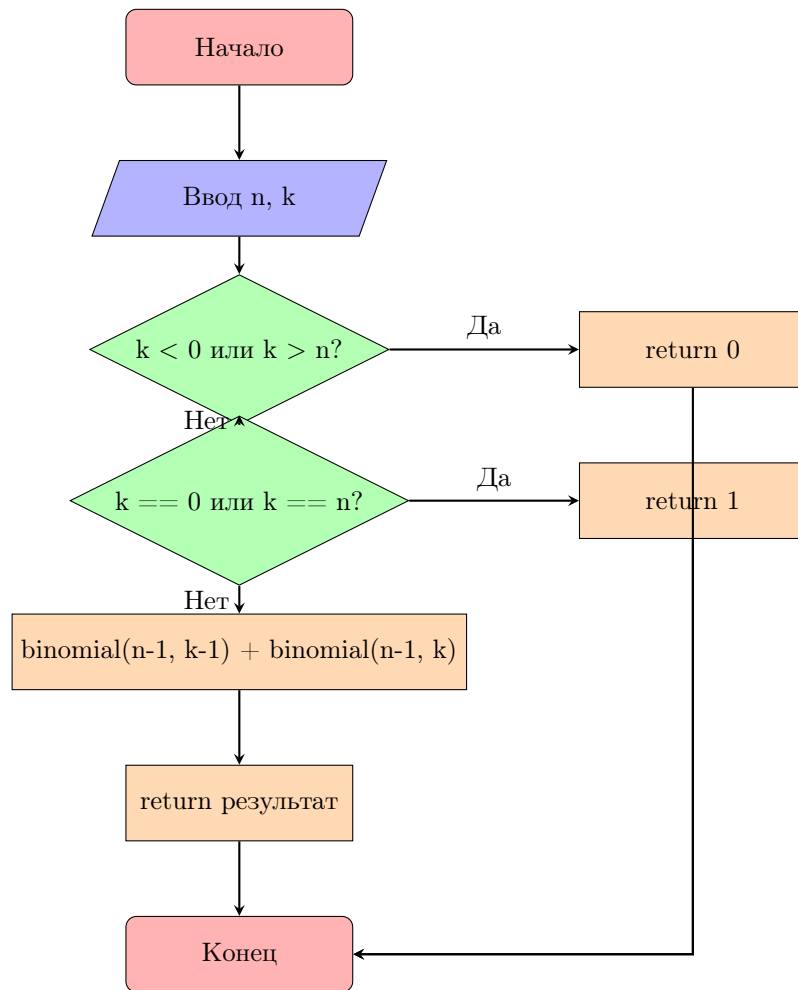 Начало
Ввод n, k
k < 0 или k > n?
Да
return 0
Нет
k == 0 или k == n?
Да
return 1
Нет
binomial(n-1, k-1) + binomial(n-1, k)
return результат
Конец